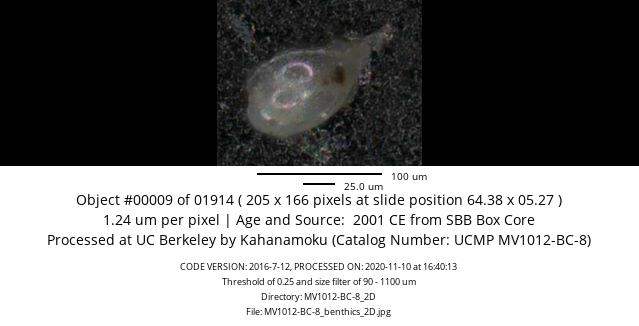 100 um
25.0 um
Object #00009 of 01914 ( 205 x 166 pixels at slide position 64.38 x 05.27 )
1.24 um per pixel | Age and Source: 2001 CE from SBB Box Core
Processed at UC Berkeley by Kahanamoku (Catalog Number: UCMP MV1012-BC-8)
CODE VERSION: 2016-7-12, PROCESSED ON: 2020-11-10 at 16:40:13
Threshold of 0.25 and size filter of 90 - 1100 um
Directory: MV1012-BC-8_2D
File: MV1012-BC-8_benthics_2D.jpg